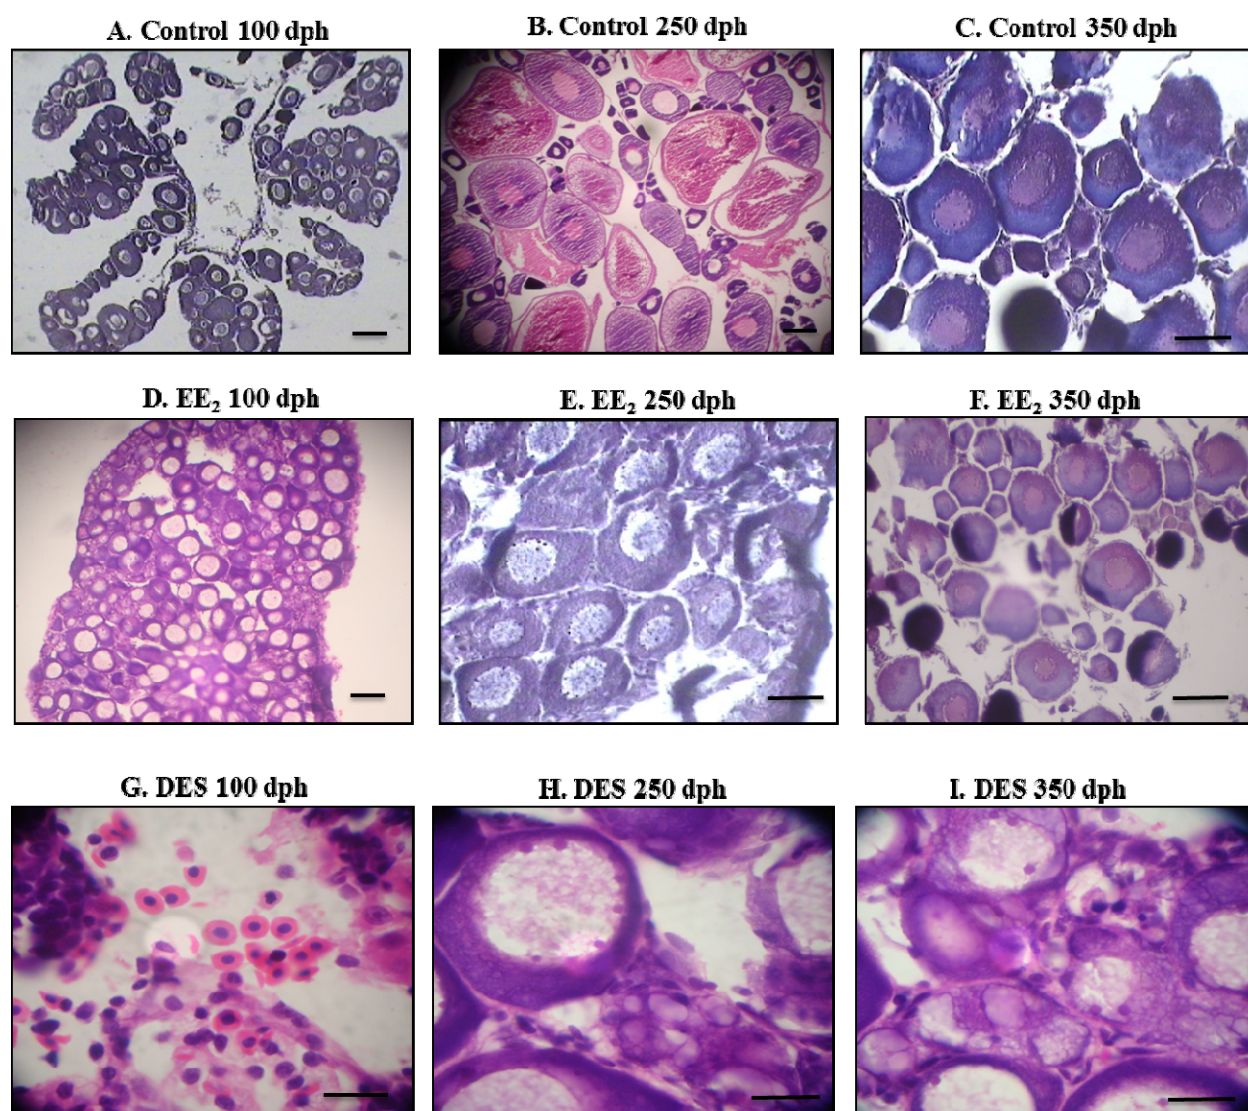 A. Control 100 dph
B. Control 250 dph
C. Control 350 dph
D. EE₂ 100 dph
E. EE₂ 250 dph
F. EE₂ 350 dph
G. DES 100 dph
H. DES 250 dph
I. DES 350 dph